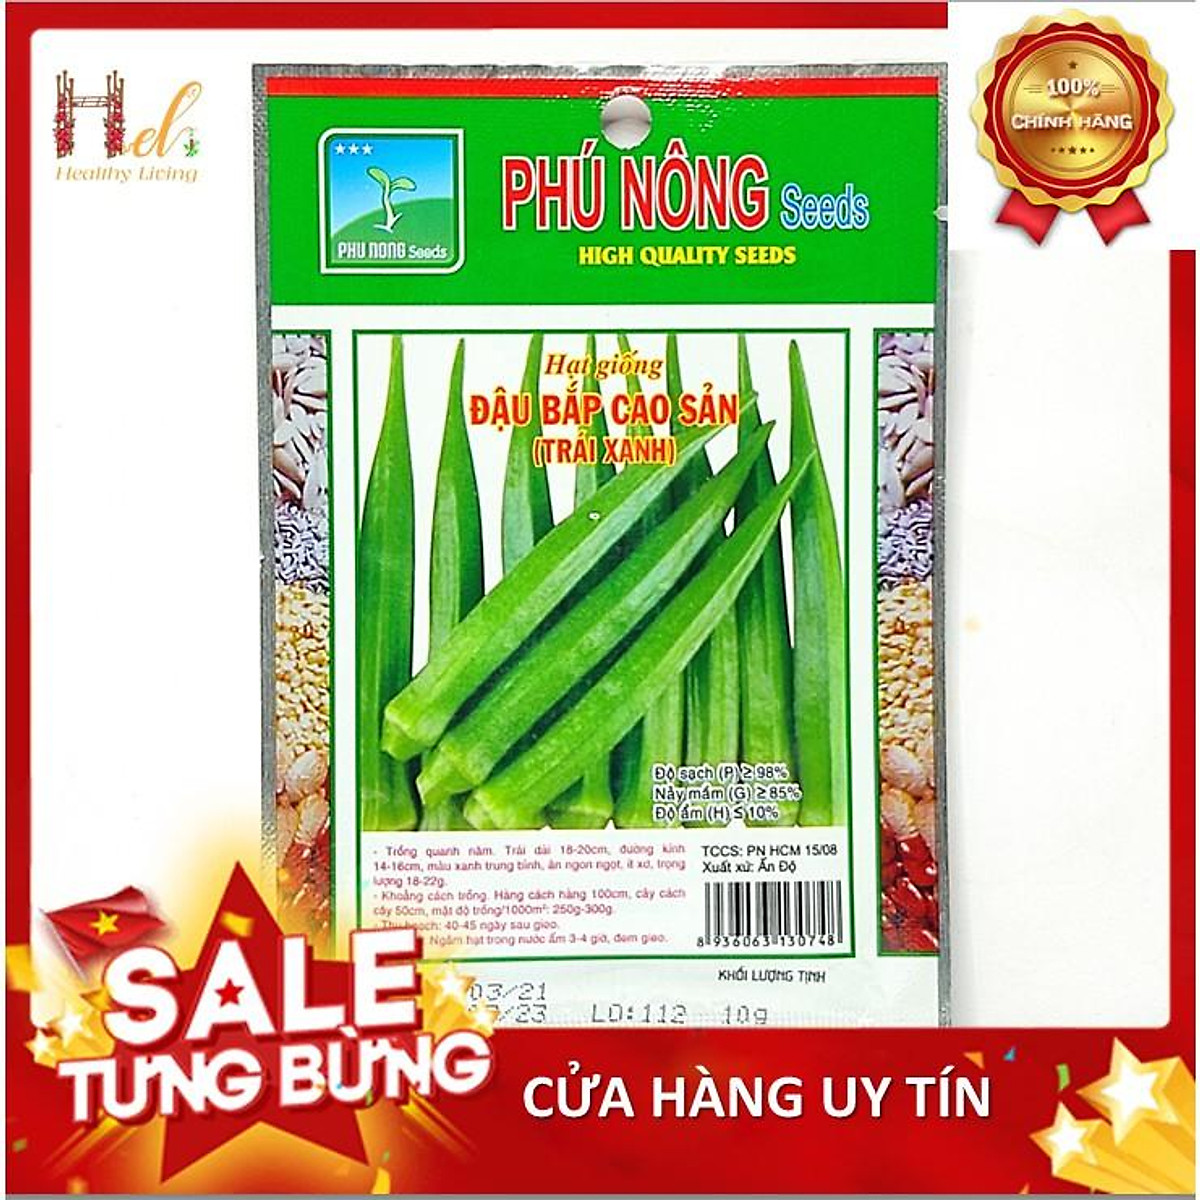 Hel
Healthy Living
100%
CHÍNH HÃNG
PHU NONG Seeds
PHÚ NÔNG Seeds
HIGH QUALITY SEEDS
Hạt giống
ĐẬU BẮP CAO SẢN
(TRÁI XANH)
Độ sạch (P) ≥ 98%
Nảy mầm (G) ≥ 85%
Độ ẩm (H) ≤ 10%
- Trồng quanh năm. Trái dài 18-20cm, đường kính
14-16cm, màu xanh trung bình, ăn ngon ngọt, ít xơ, trọng
lượng 18-22g.
- Khoảng cách trồng. Hàng cách hàng 100cm, cây cách
cây 50cm, mật độ trồng/1000m²: 250g-300g.
- Thu hoạch: 40-45 ngày sau gieo.
Ngâm hạt trong nước ấm 3-4 giờ, đem gieo.
TCCS: PN HCM 15/08
Xuất xứ: Ấn Độ
8 936063 130748
KHỐI LƯỢNG TỊNH
03/21
/23 LO:112 10g
SALE
TƯNG BỪNG
CỬA HÀNG UY TÍN